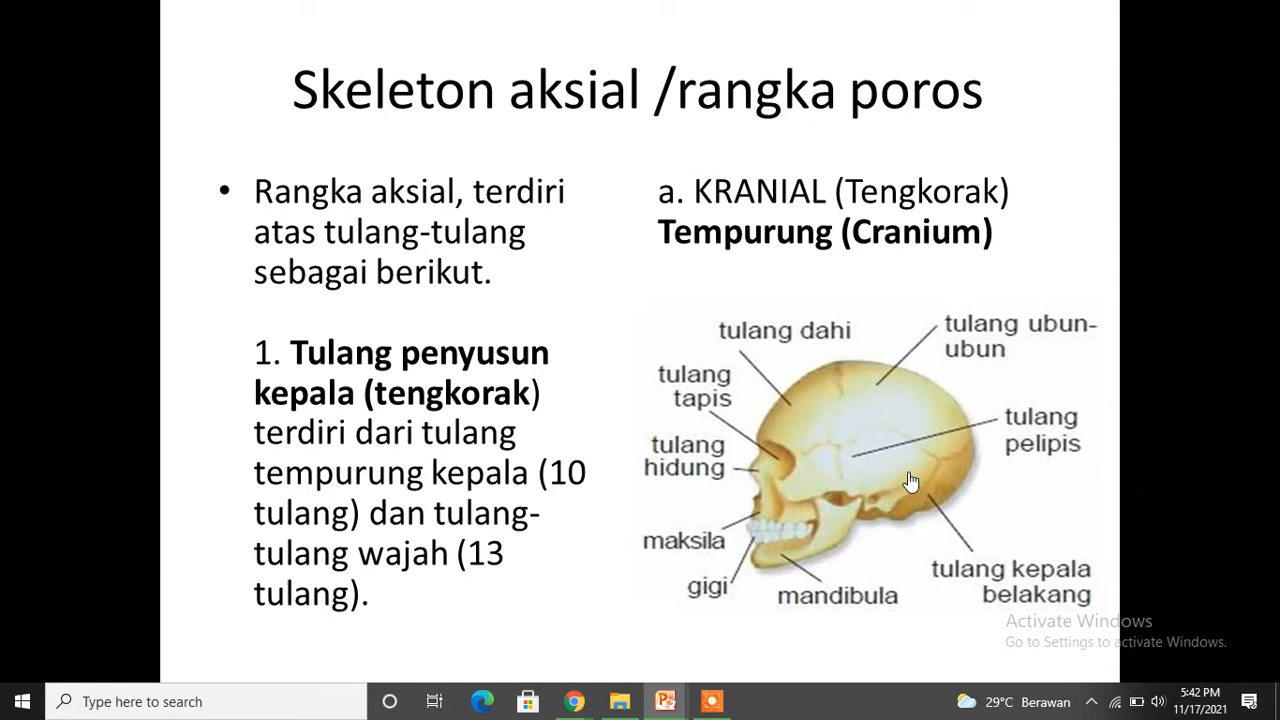 Skeleton aksial /rangka poros
• Rangka aksial, terdiri
atas tulang-tulang
sebagai berikut.
1. Tulang penyusun
kepala (tengkorak)
terdiri dari tulang
tempurung kepala (10
tulang) dan tulang-
tulang wajah (13
tulang).
a. KRANIAL (Tengkorak)
Tempurung (Cranium)
tulang dahi
tulang ubun-
ubun
tulang
tapis
tulang
pelipis
tulang
hidung
maksila
gigi
mandibula
tulang kepala
belakang
Activate Windows
Go to Settings to activate Windows.
Type here to search
29°C Berawan
5:42 PM
11/17/2021